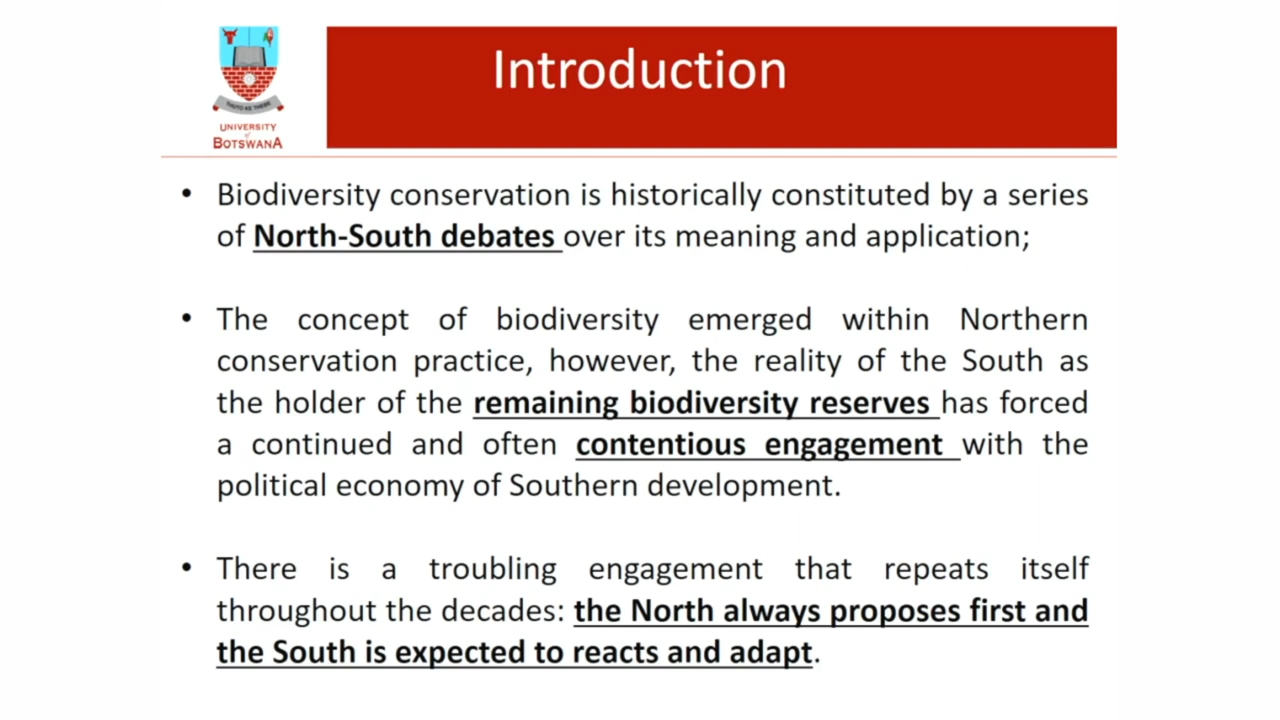 Introduction
THUTO KE THEBE
UNIVERSITY
of
BOTSWANA
• Biodiversity conservation is historically constituted by a series
of North-South debates over its meaning and application;
• The concept of biodiversity emerged within Northern
conservation practice, however, the reality of the South as
the holder of the remaining biodiversity reserves has forced
a continued and often contentious engagement with the
political economy of Southern development.
• There is a troubling engagement that repeats itself
throughout the decades: the North always proposes first and
the South is expected to reacts and adapt.